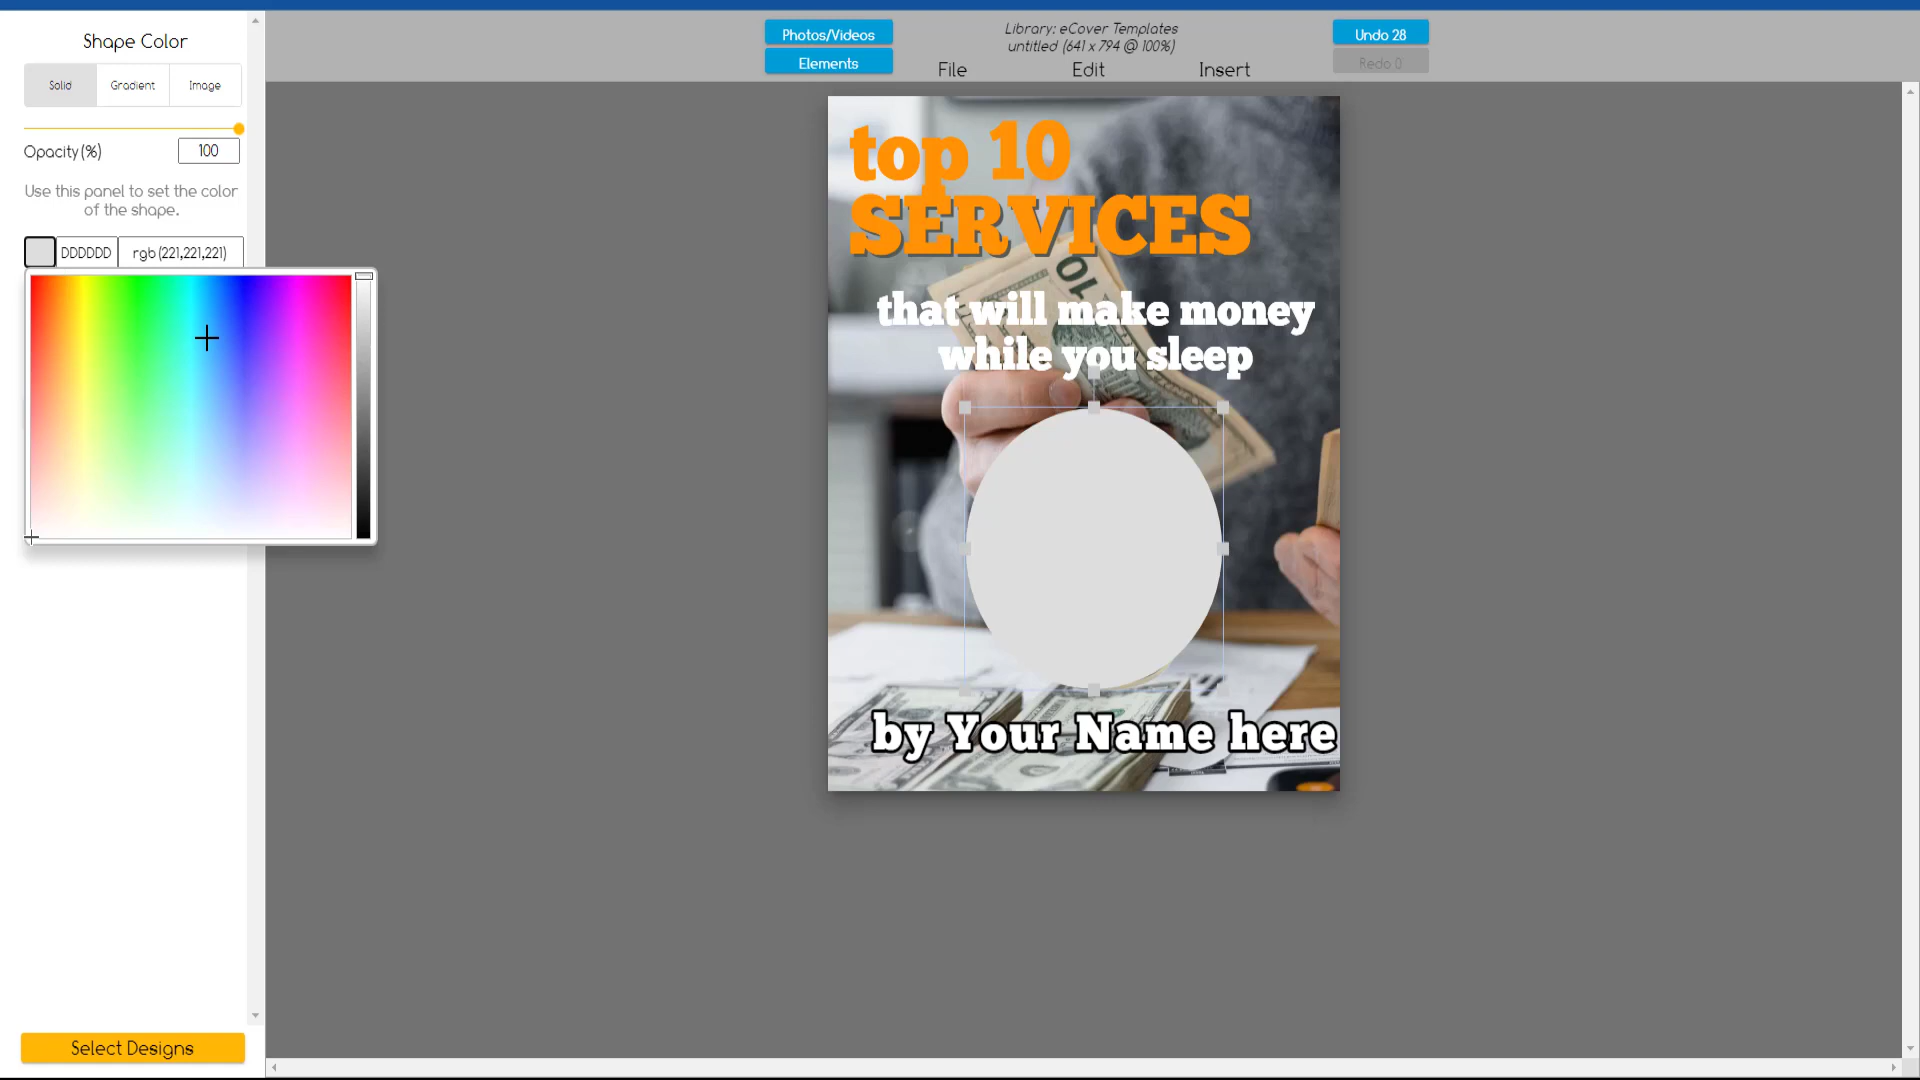 Shape Color
Solid
Gradient
Image
Opacity (%)
100
Use this panel to set the color
of the shape.
DDDDDD
rgb (221,221,221)
Select Designs
Photos/Videos
Elements
Library: eCover Templates
untitled (641 x 794 @ 100%)
File
Edit
Insert
Undo 28
Redo 0
top 10
SERVICES
10
that will make money
while you sleep
by Your Name here